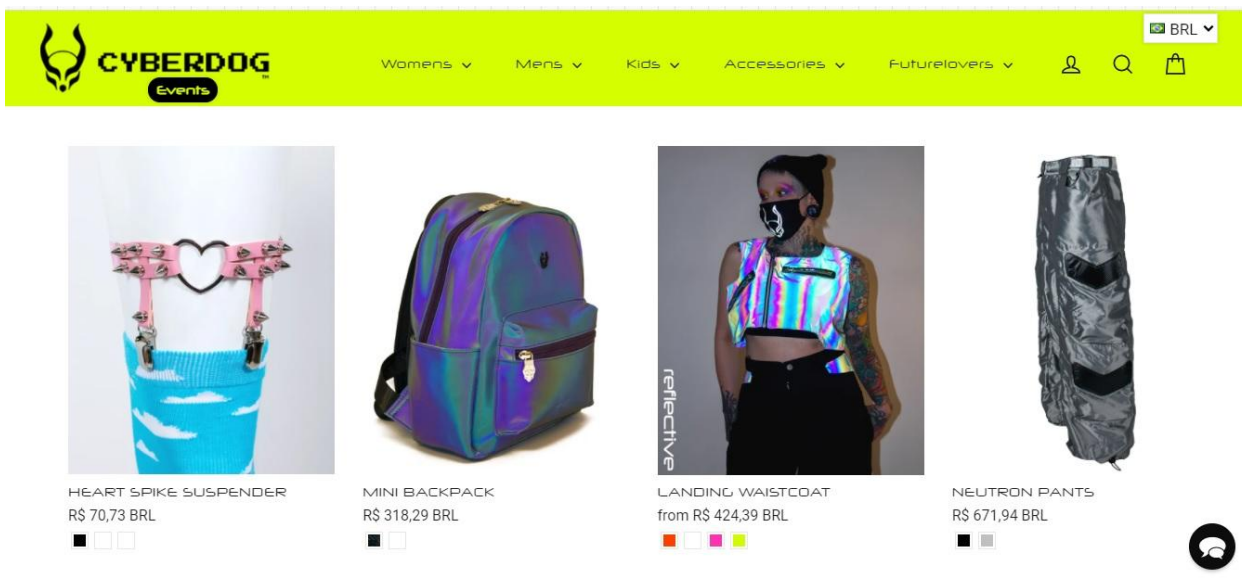 BRL
CYBERDOG
Events
Womens
Mens
Kids
Accessories
Futurelovers
reflective
HEART SPIKE SUSPENDER
R$ 70,73 BRL
MINI BACKPACK
R$ 318,29 BRL
LANDING WAISTCOAT
from R$ 424,39 BRL
NEUTRON PANTS
R$ 671,94 BRL